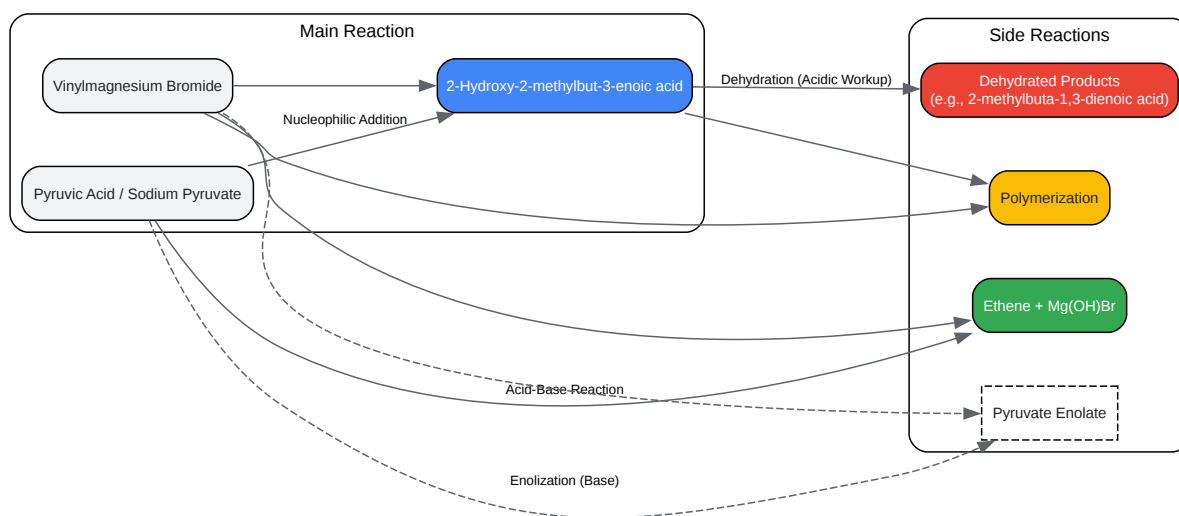 Main Reaction
Side Reactions
Vinylmagnesium Bromide
2-Hydroxy-2-methylbut-3-enoic acid
Dehydration (Acidic Workup)
Dehydrated Products
(e.g., 2-methylbuta-1,3-dienoic acid)
Nucleophilic Addition
Pyruvic Acid / Sodium Pyruvate
Polymerization
Ethene + Mg(OH)Br
Acid-Base Reaction
Pyruvate Enolate
Enolization (Base)